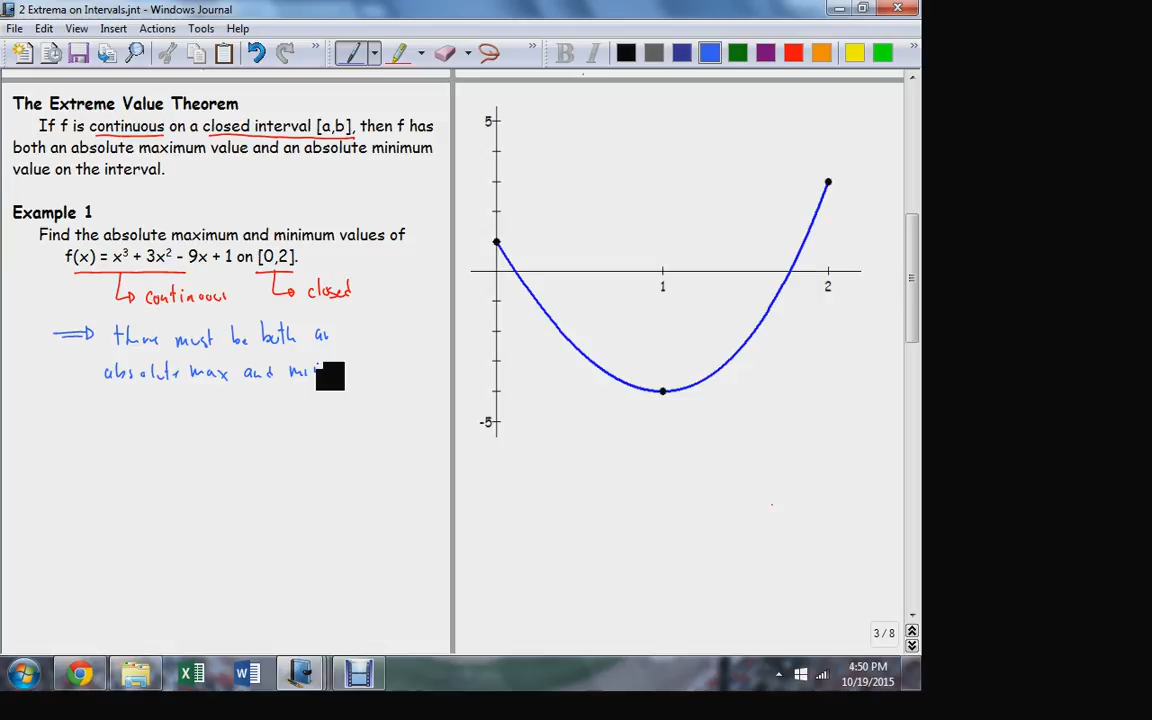 2 Extrema on Intervals.jnt - Windows Journal
File Edit View Insert Actions Tools Help
» » B I »
The Extreme Value Theorem
If f is continuous on a closed interval [a,b], then f has
both an absolute maximum value and an absolute minimum
value on the interval.
Example 1
Find the absolute maximum and minimum values of
f(x) = x³ + 3x² - 9x + 1 on [0,2].
continuous closed
there must be both an
absolute max and mi
5
1 2
-5
3 / 8
4:50 PM
10/19/2015